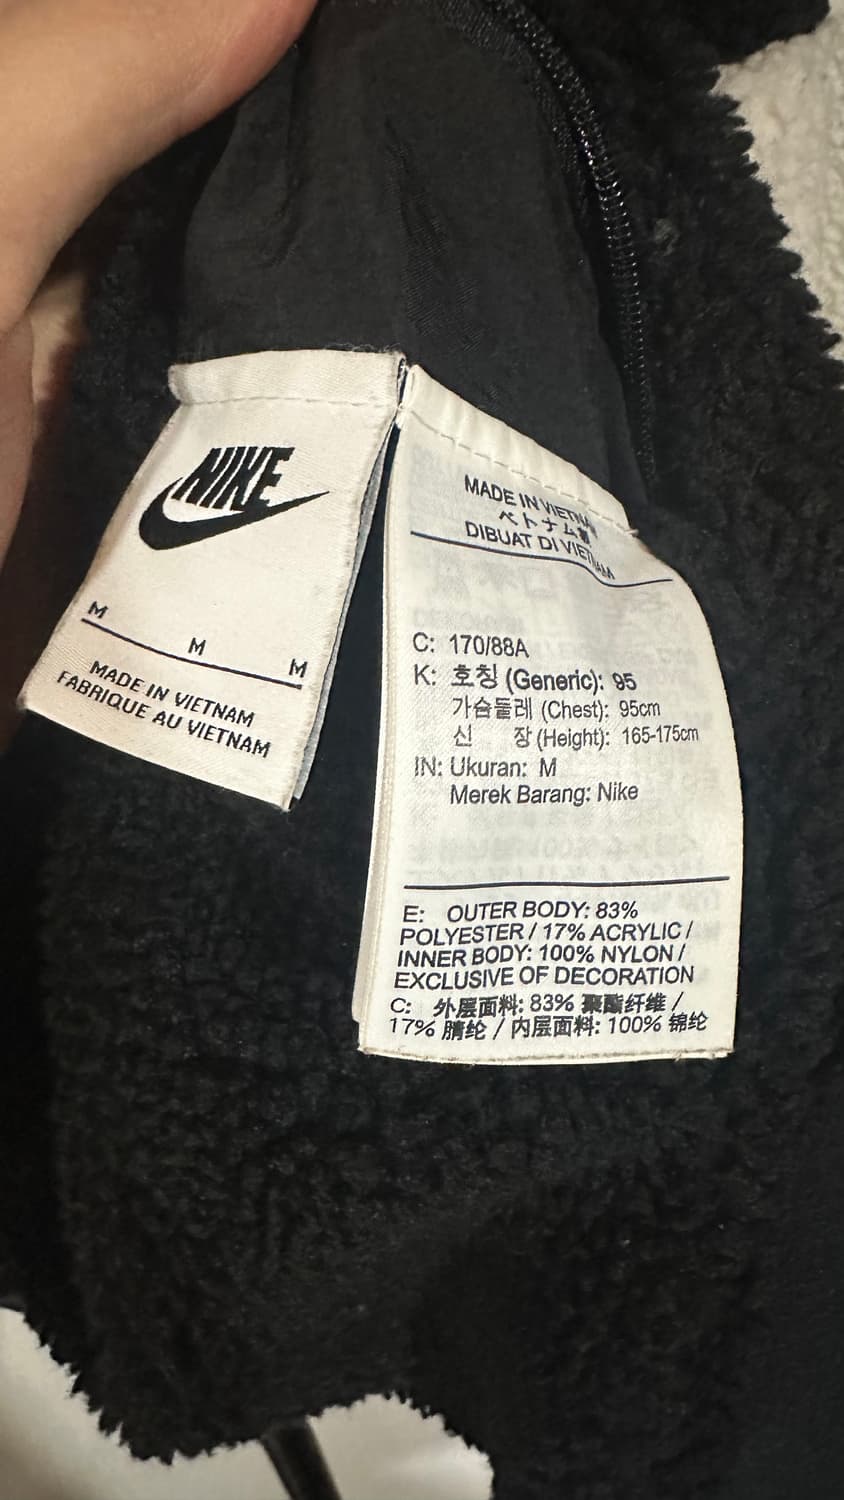 NIKE
M
M
M
MADE IN VIETNAM
FABRIQUE AU VIETNAM
MADE IN VIETNAM
ベトナム製
DIBUAT DI VIETNAM
C: 170/88A
K: 호칭 (Generic): 95
가슴둘레 (Chest): 95cm
신 장 (Height): 165-175cm
IN: Ukuran: M
Merek Barang: Nike
E: OUTER BODY: 83%
POLYESTER / 17% ACRYLIC /
INNER BODY: 100% NYLON /
EXCLUSIVE OF DECORATION
C: 外层面料: 83% 聚酯纤维 /
17% 腈纶 / 内层面料: 100% 锦纶